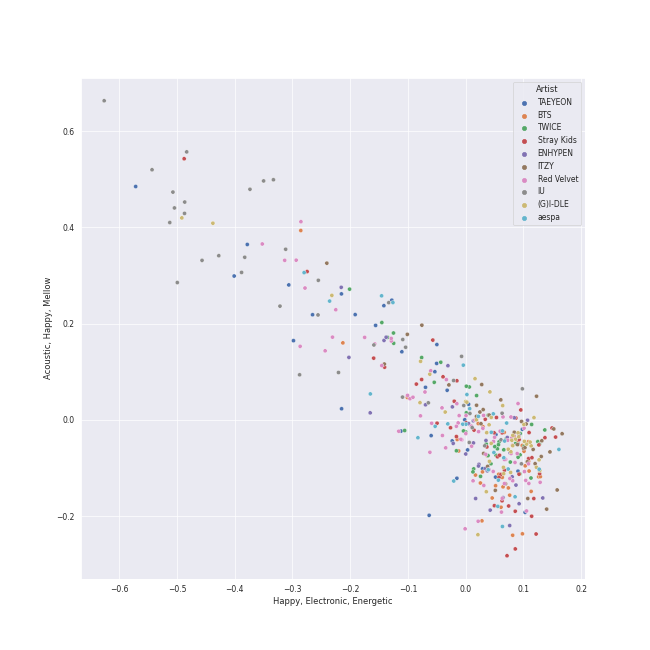 Artist
TAEYEON
BTS
TWICE
Stray Kids
ENHYPEN
ITZY
Red Velvet
IU
(G)I-DLE
aespa
0.6
0.4
0.2
0.0
−0.2
Acoustic, Happy, Mellow
−0.6 −0.5 −0.4 −0.3 −0.2 −0.1 0.0 0.1 0.2
Happy, Electronic, Energetic